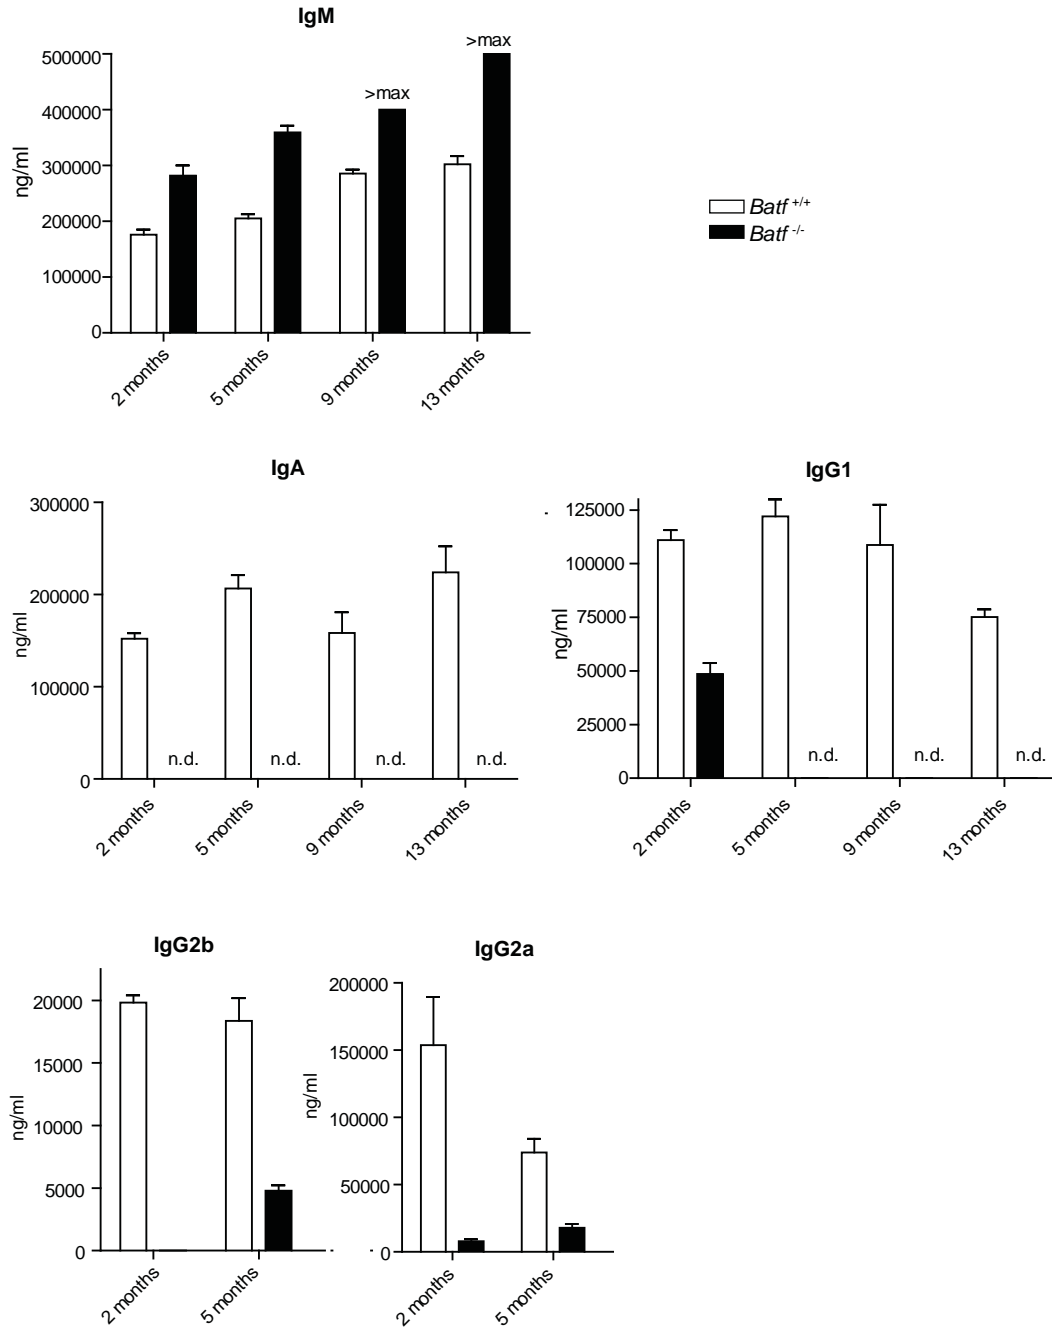 IgM
>max
>max
500000
400000
300000
200000
100000
0
ng/ml
2 months
5 months
9 months
13 months
Batf +/+
Batf -/-
IgA
300000
200000
100000
0
ng/ml
n.d.
n.d.
n.d.
n.d.
2 months
5 months
9 months
13 months
IgG1
125000
100000
75000
50000
25000
0
ng/ml
n.d.
n.d.
n.d.
2 months
5 months
9 months
13 months
IgG2b
20000
15000
10000
5000
0
ng/ml
2 months
5 months
IgG2a
200000
150000
100000
50000
0
ng/ml
2 months
5 months